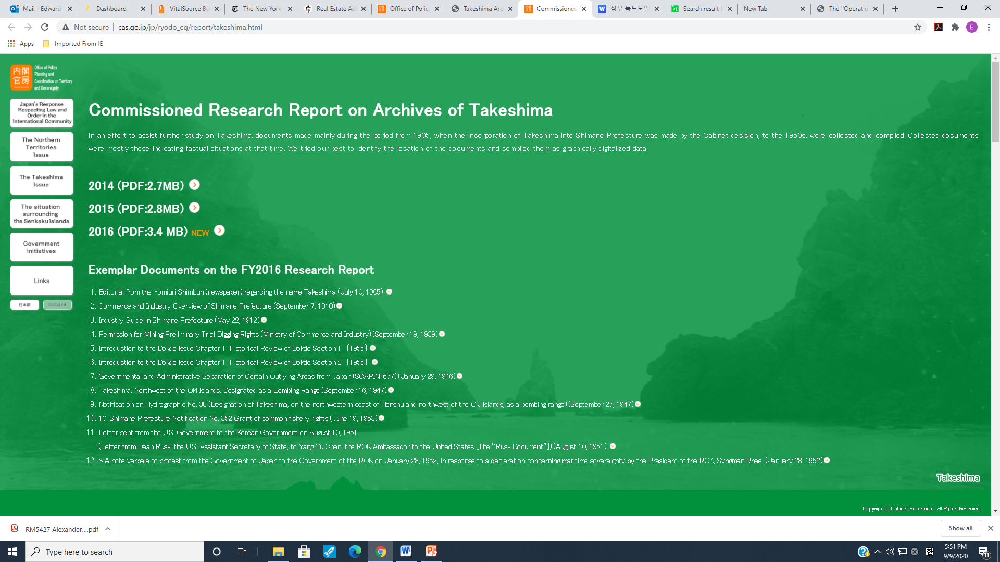 Mail - Edward
Dashboard
VitalSource Bo
The New York
Real Estate Ad
Office of Policy
Takeshima Arc
Commissioned
정부 독도도발
Search result f
New Tab
The "Operatio
Not secure
cas.go.jp/jp/ryodo_eg/report/takeshima.html
E
Apps
Imported From IE
内閣
官房
Office of Policy
Planning and
Coordination on Territory
and Sovereignty
Japan's Response
Respecting Law and
Order in the
International Community
The Northern
Territories
Issue
The Takeshima
Issue
The situation
surrounding
the Senkaku Islands
Government
initiatives
Links
日本語
ENGLISH
Commissioned Research Report on Archives of Takeshima
In an effort to assist further study on Takeshima, documents made mainly during the period from 1905, when the incorporation of Takeshima into Shimane Prefecture was made by the Cabinet decision, to the 1950s, were collected and compiled. Collected documents
were mostly those indicating factual situations at that time. We tried our best to identify the location of the documents and compiled them as graphically digitalized data.
2014 (PDF:2.7MB)
2015 (PDF:2.8MB)
2016 (PDF:3.4 MB) NEW
Exemplar Documents on the FY2016 Research Report
1. Editorial from the Yomiuri Shimbun (newspaper) regarding the name Takeshima (July 10, 1905)
2. Commerce and Industry Overview of Shimane Prefecture (September 7, 1910)
3. Industry Guide in Shimane Prefecture (May 22, 1912)
4. Permission for Mining Preliminary Trial Digging Rights (Ministry of Commerce and Industry) (September 19, 1939)
5. Introduction to the Dokdo Issue Chapter 1: Historical Review of Dokdo Section 1 〔1955〕
6. Introduction to the Dokdo Issue Chapter 1: Historical Review of Dokdo Section 2 〔1955〕
7. Governmental and Administrative Separation of Certain Outlying Areas from Japan (SCAPIN-677) (January 29, 1946)
8. Takeshima, Northwest of the Oki Islands, Designated as a Bombing Range (September 16, 1947)
9. Notification on Hydrographic No. 38 (Designation of Takeshima, on the northwestern coast of Honshu and northwest of the Oki Islands, as a bombing range) (September 27, 1947)
10. 10. Shimane Prefecture Notification No. 352 Grant of common fishery rights (June 19, 1953)
11. Letter sent from the U.S. Government to the Korean Government on August 10, 1951
(Letter from Dean Rusk, the U.S. Assistant Secretary of State, to Yang Yu Chan, the ROK Ambassador to the United States [The “Rusk Document”]) (August 10, 1951)
12. ＊A note verbale of protest from the Government of Japan to the Government of the ROK on January 28, 1952, in response to a declaration concerning maritime sovereignty by the President of the ROK, Syngman Rhee. (January 28, 1952)
Takeshima
Copyright © Cabinet Secretariat. All Rights Reserved.
RM5427 Alexander....pdf
Show all
Type here to search
한
5:51 PM
9/9/2020
11